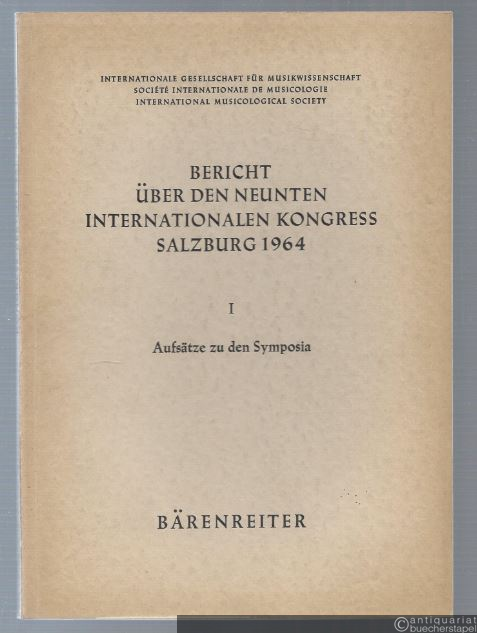 INTERNATIONALE GESELLSCHAFT FÜR MUSIKWISSENSCHAFT
SOCIÉTÉ INTERNATIONALE DE MUSICOLOGIE
INTERNATIONAL MUSICOLOGICAL SOCIETY
BERICHT
ÜBER DEN NEUNTEN
INTERNATIONALEN KONGRESS
SALZBURG 1964
I
Aufsätze zu den Symposia
BÄRENREITER
©antiquariat
buecherstapel